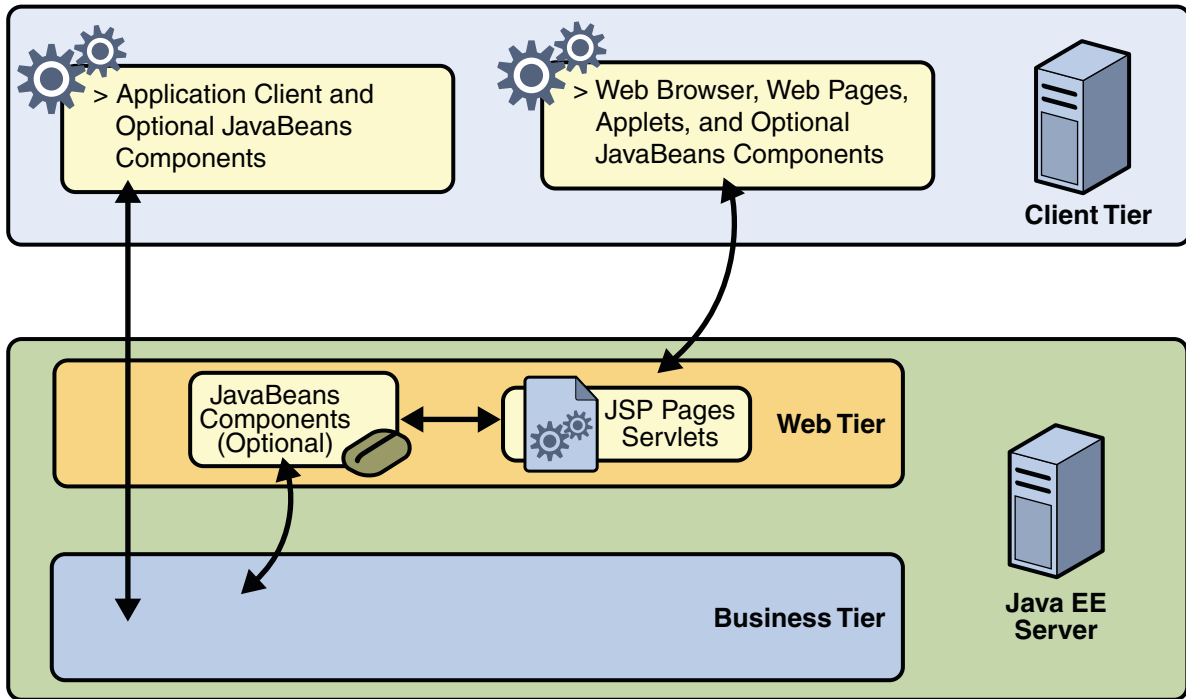 > Application Client and
Optional JavaBeans
Components
> Web Browser, Web Pages,
Applets, and Optional
JavaBeans Components
Client Tier
JavaBeans
Components
(Optional)
JSP Pages
Servlets
Web Tier
Business Tier
Java EE
Server